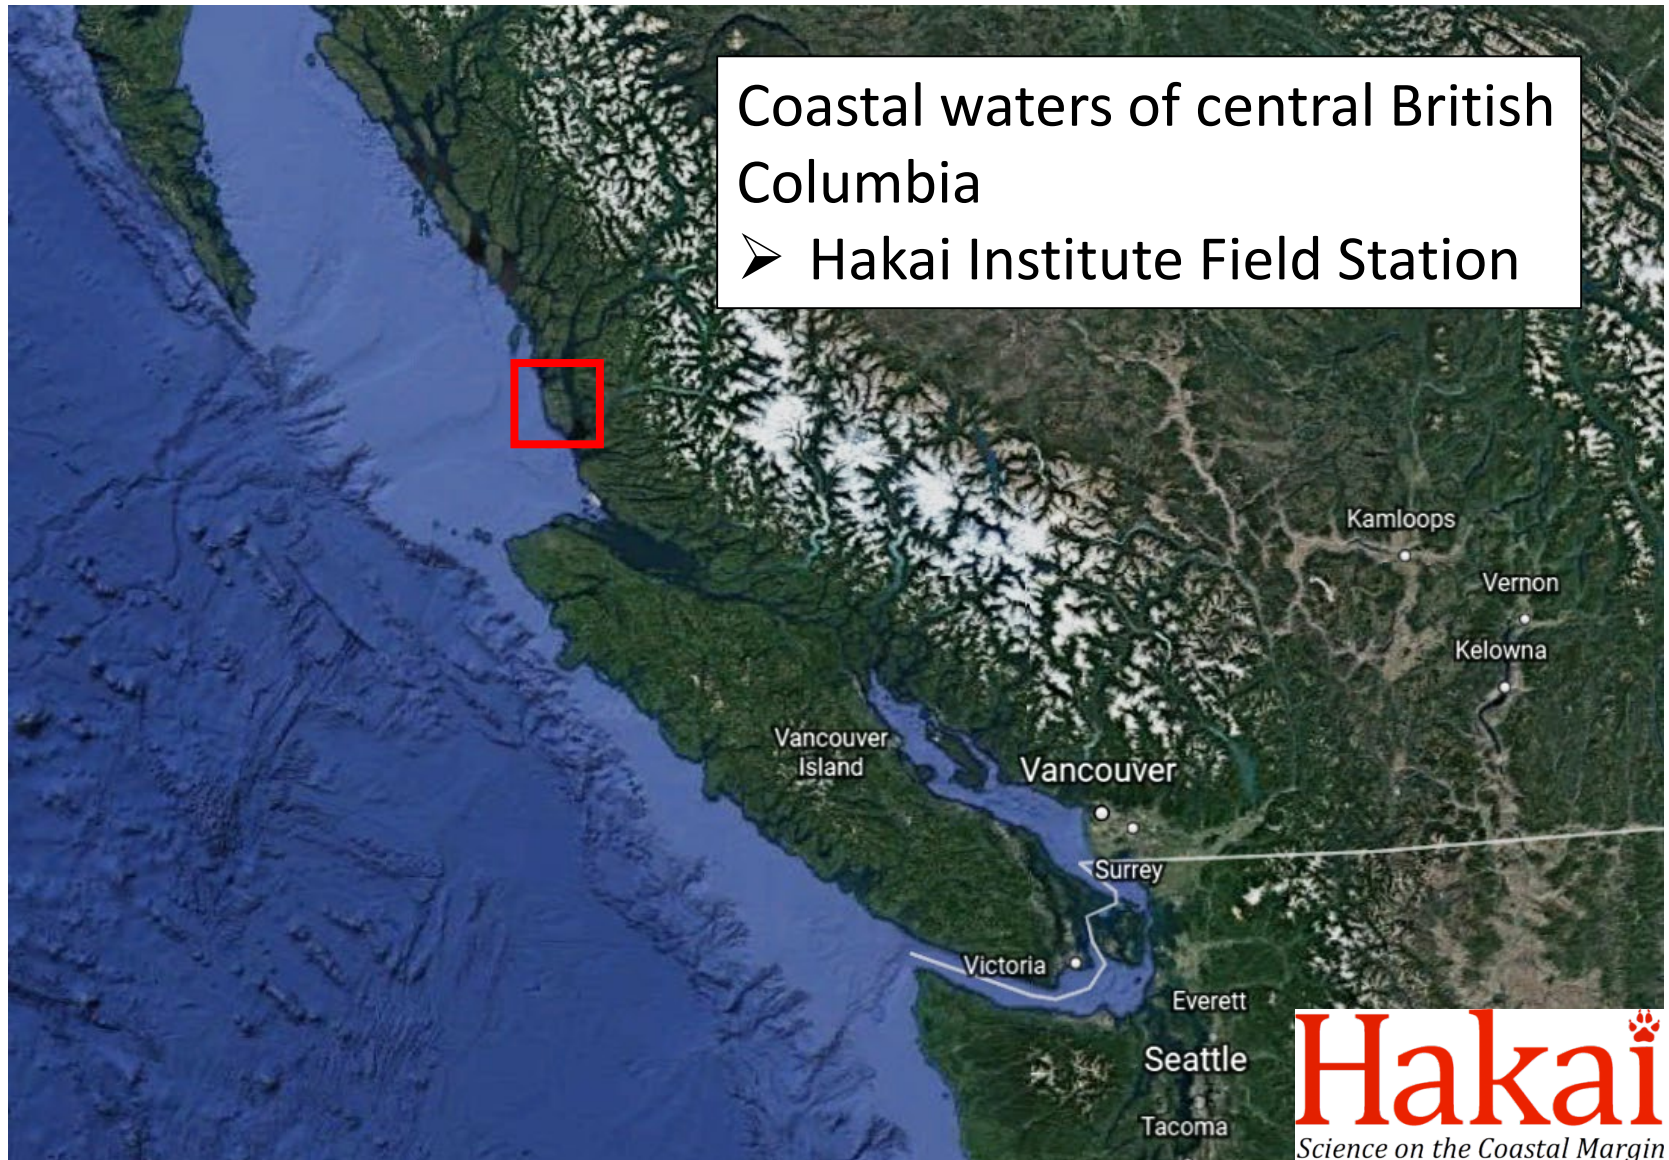 Coastal waters of central British
Columbia
➢ Hakai Institute Field Station
Kamloops
Vernon
Kelowna
Vancouver
Island
Vancouver
Surrey
Victoria
Everett
Seattle
Tacoma
Hakai
Science on the Coastal Margin